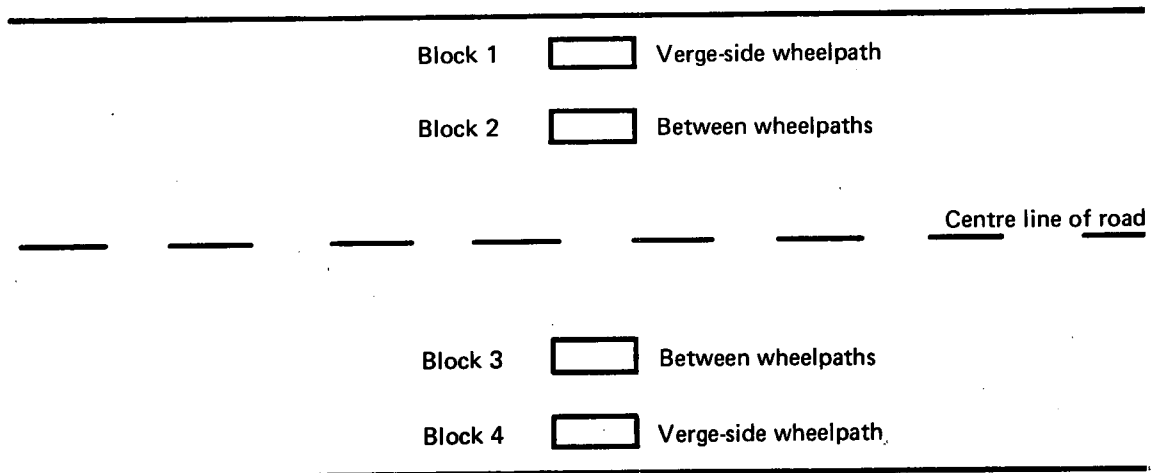 Block 1 Verge-side wheelpath
Block 2 Between wheelpaths
Centre line of road
Block 3 Between wheelpaths
Block 4 Verge-side wheelpath